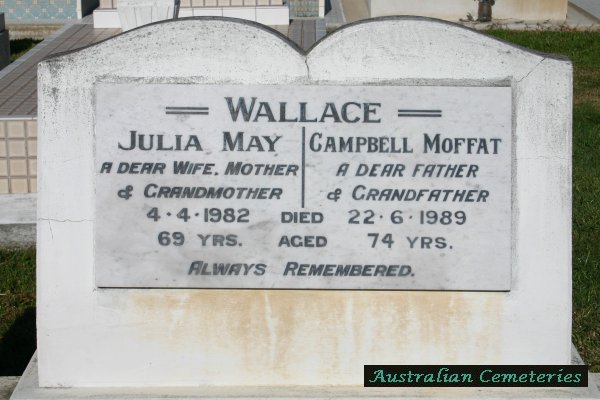 WALLACE
JULIA MAY CAMPBELL MOFFAT
A DEAR WIFE, MOTHER A DEAR FATHER
& GRANDMOTHER & GRANDFATHER
4·4·1982 DIED 22·6·1989
69 YRS. AGED 74 YRS.
ALWAYS REMEMBERED.
Australian Cemeteries